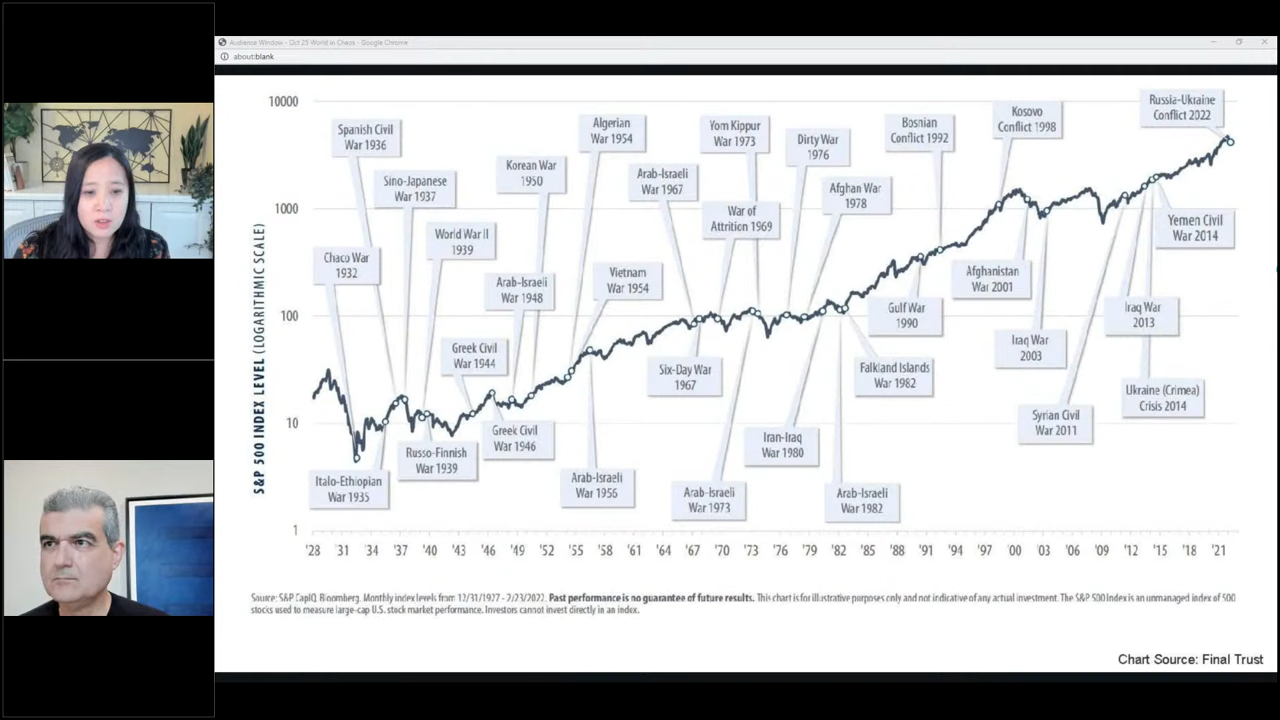 Audience Window - Oct 25 World in Chaos - Google Chrome
about:blank
S&P 500 INDEX LEVEL (LOGARITHMIC SCALE)
10000
1000
100
10
1
Spanish Civil
War 1936
Sino-Japanese
War 1937
World War II
1939
Chaco War
1932
Korean War
1950
Arab-Israeli
War 1948
Greek Civil
War 1944
Algerian
War 1954
Vietnam
War 1954
Arab-Israeli
War 1967
Yom Kippur
War 1973
War of
Attrition 1969
Dirty War
1976
Afghan War
1978
Bosnian
Conflict 1992
Kosovo
Conflict 1998
Russia-Ukraine
Conflict 2022
Yemen Civil
War 2014
Afghanistan
War 2001
Gulf War
1990
Iraq War
2003
Iraq War
2013
Falkland Islands
War 1982
Six-Day War
1967
Ukraine (Crimea)
Crisis 2014
Syrian Civil
War 2011
Iran-Iraq
War 1980
Greek Civil
War 1946
Russo-Finnish
War 1939
Italo-Ethiopian
War 1935
Arab-Israeli
War 1956
Arab-Israeli
War 1973
Arab-Israeli
War 1982
'28 '31 '34 '37 '40 '43 '46 '49 '52 '55 '58 '61 '64 '67 '70 '73 '76 '79 '82 '85 '88 '91 '94 '97 '00 '03 '06 '09 '12 '15 '18 '21
Source: S&P CapIQ, Bloomberg. Monthly index levels from 12/31/1927 - 2/23/2022. Past performance is no guarantee of future results. This chart is for illustrative purposes only and not indicative of any actual investment. The S&P 500 Index is an unmanaged index of 500
stocks used to measure large-cap U.S. stock market performance. Investors cannot invest directly in an index.
Chart Source: Final Trust